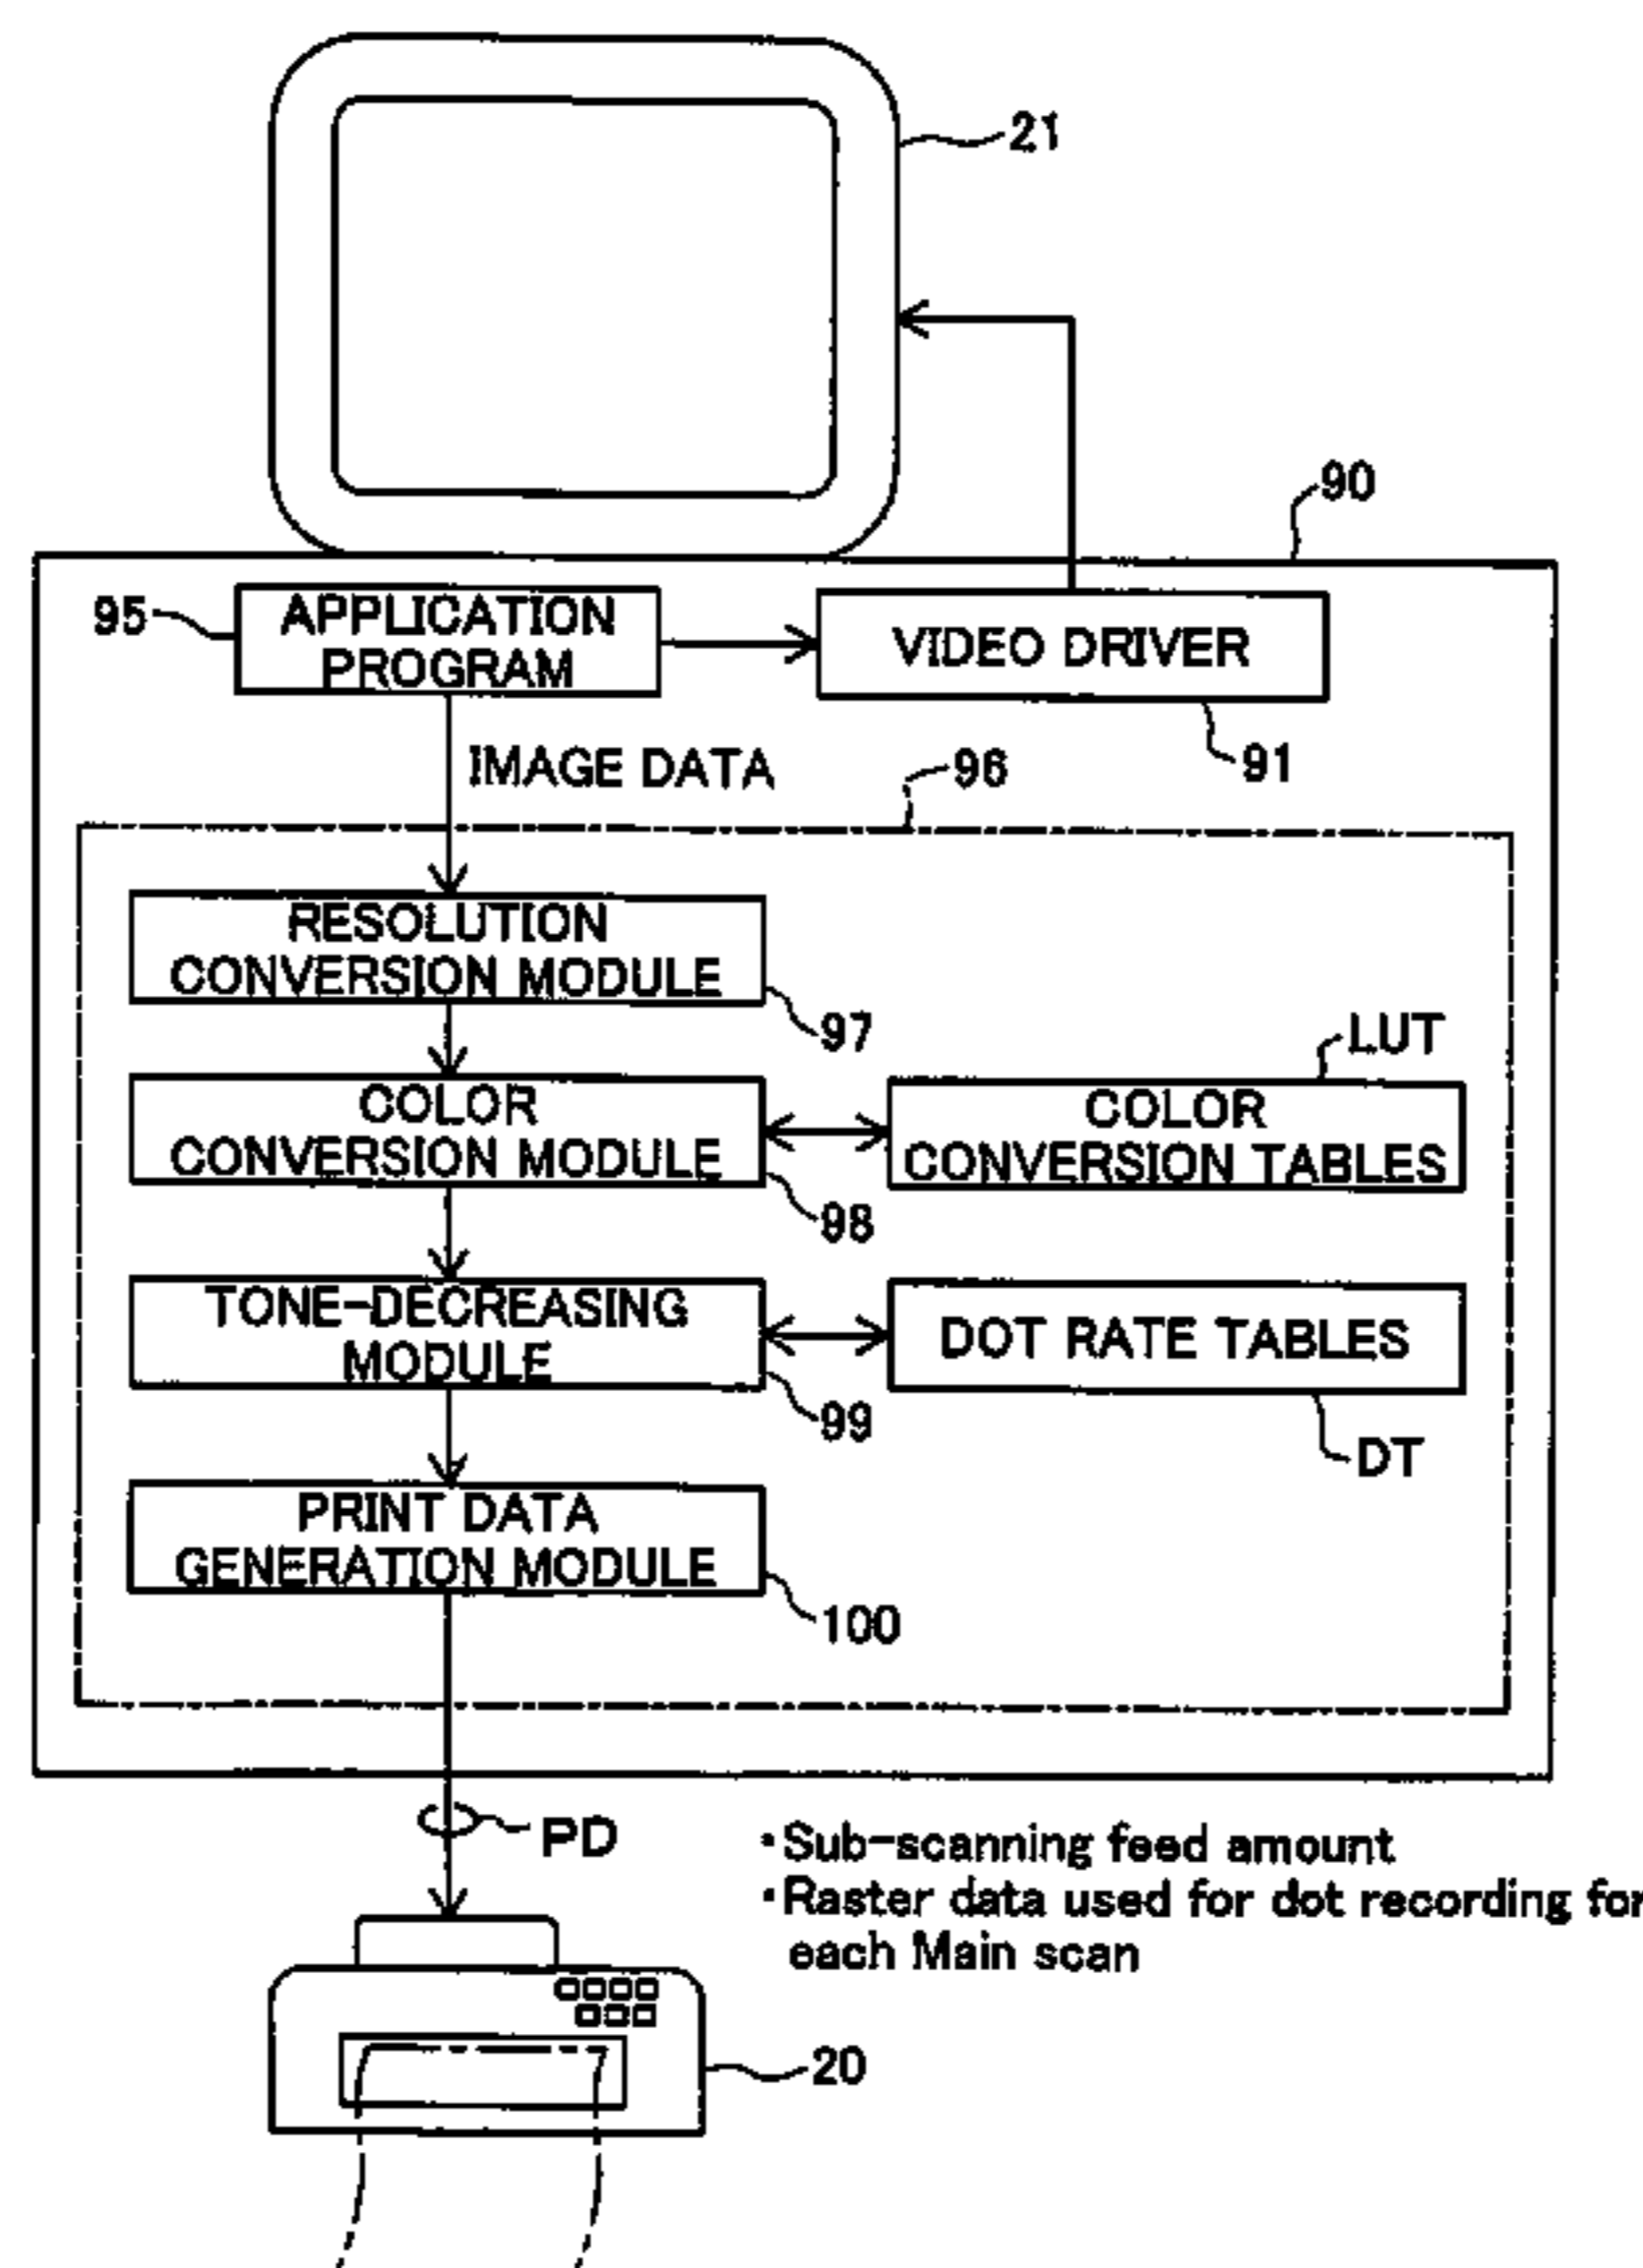 21
90
95
APPLICATION
PROGRAM
VIDEO DRIVER
91
IMAGE DATA
96
RESOLUTION
CONVERSION MODULE
97
LUT
COLOR
CONVERSION MODULE
98
COLOR
CONVERSION TABLES
TONE-DECREASING
MODULE
99
DOT RATE TABLES
DT
PRINT DATA
GENERATION MODULE
100
PD
・Sub-scanning feed amount
・Raster data used for dot recording for
each Main scan
20